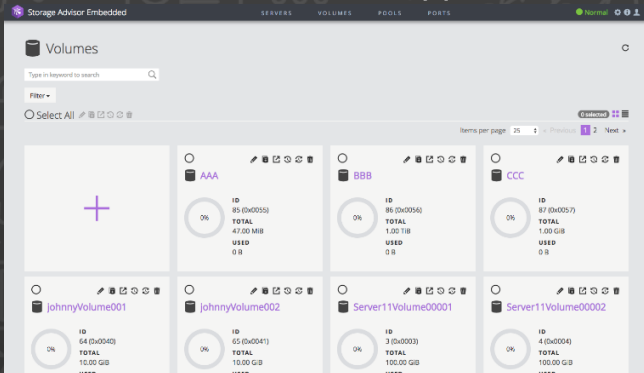 Storage Advisor Embedded SERVERS VOLUMES POOLS PORTS Normal
Volumes
Type in keyword to search
Filter
Select All 0 selected
Items per page 25 « Previous 1 2 Next »
AAA BBB CCC
ID ID ID
0% 85 (0x0055) 0% 86 (0x0056) 0% 87 (0x0057)
TOTAL TOTAL TOTAL
47.00 MiB 1.00 TiB 1.00 GiB
USED USED USED
0 B 0 B 0 B
JohnnyVolume001 JohnnyVolume002 Server11Volume00001 Server11Volume00002
ID ID ID ID
0% 64 (0x0040) 0% 65 (0x0041) 0% 3 (0x0003) 0% 4 (0x0004)
TOTAL TOTAL TOTAL TOTAL
10.00 GiB 10.00 GiB 100.00 GiB 100.00 GiB
USED USED USED USED